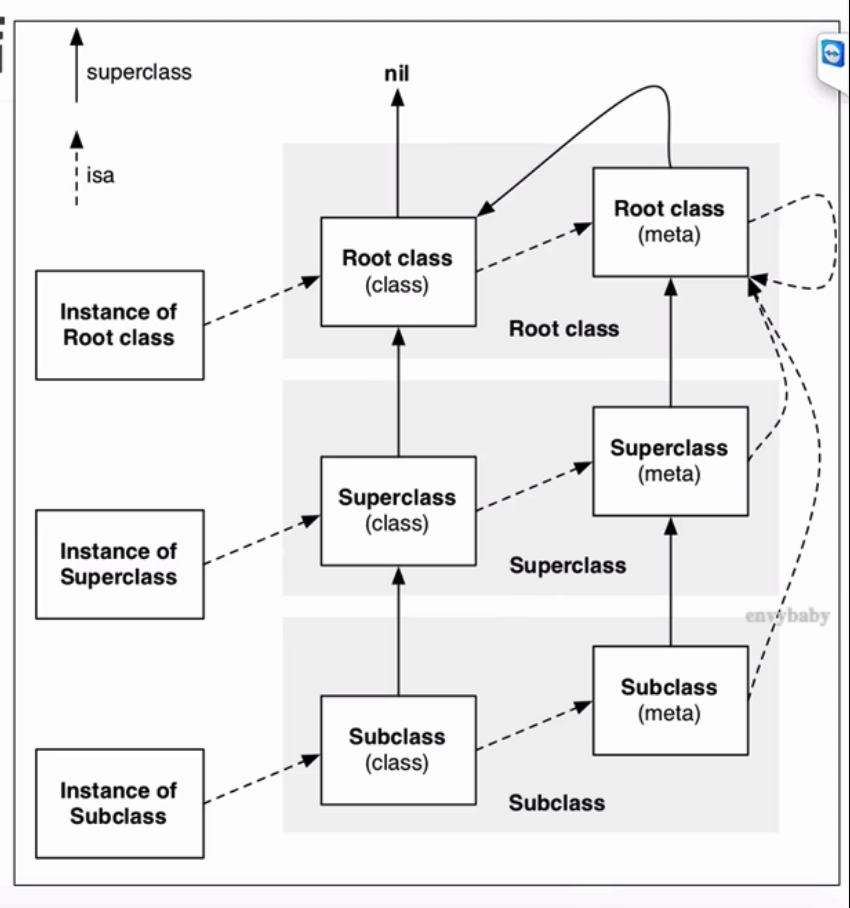 superclass
nil
isa
Root class
(meta)
Root class
(class)
Instance of
Root class
Root class
Superclass
(meta)
Superclass
(class)
Instance of
Superclass
Superclass
envybaby
Subclass
(meta)
Subclass
(class)
Instance of
Subclass
Subclass